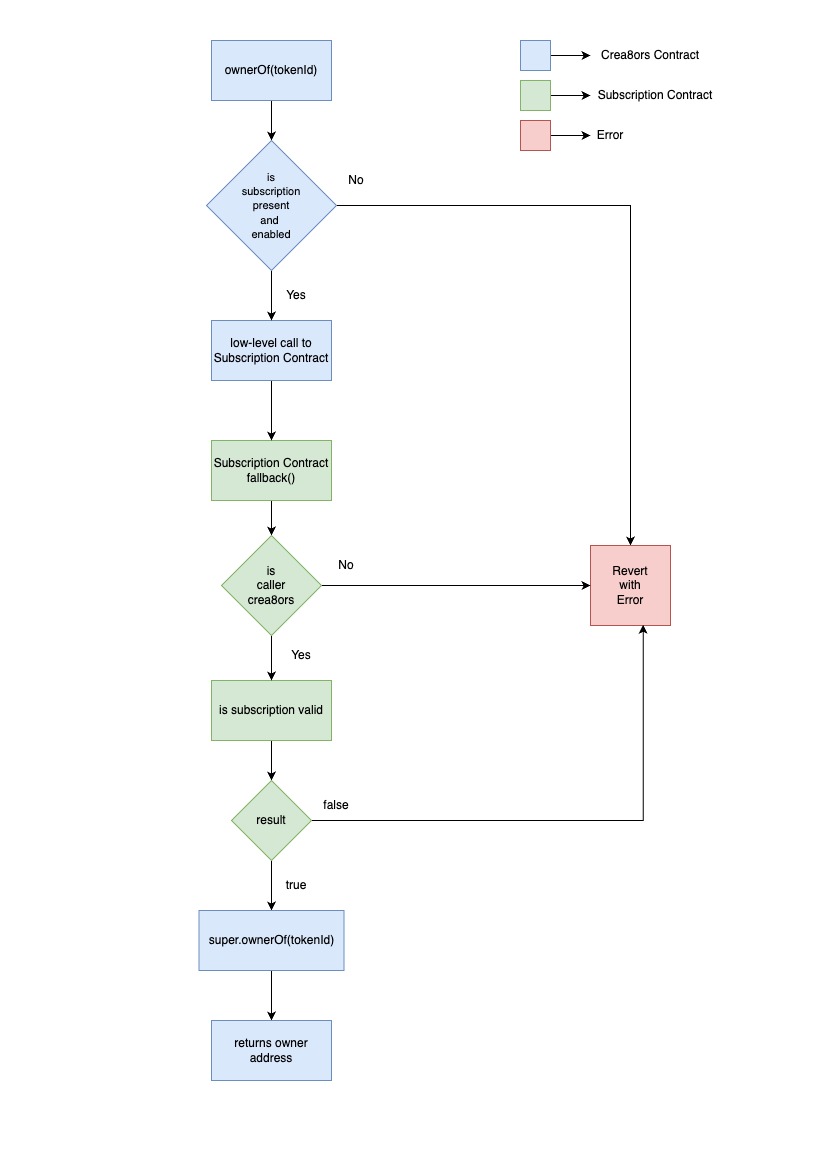 ownerOf(tokenId)
Crea8ors Contract
Subscription Contract
Error
is
subscription
present
and
enabled
No
Yes
low-level call to
Subscription Contract
Subscription Contract
fallback()
is
caller
crea8ors
No
Revert
with
Error
Yes
is subscription valid
result
false
true
super.ownerOf(tokenId)
returns owner
address